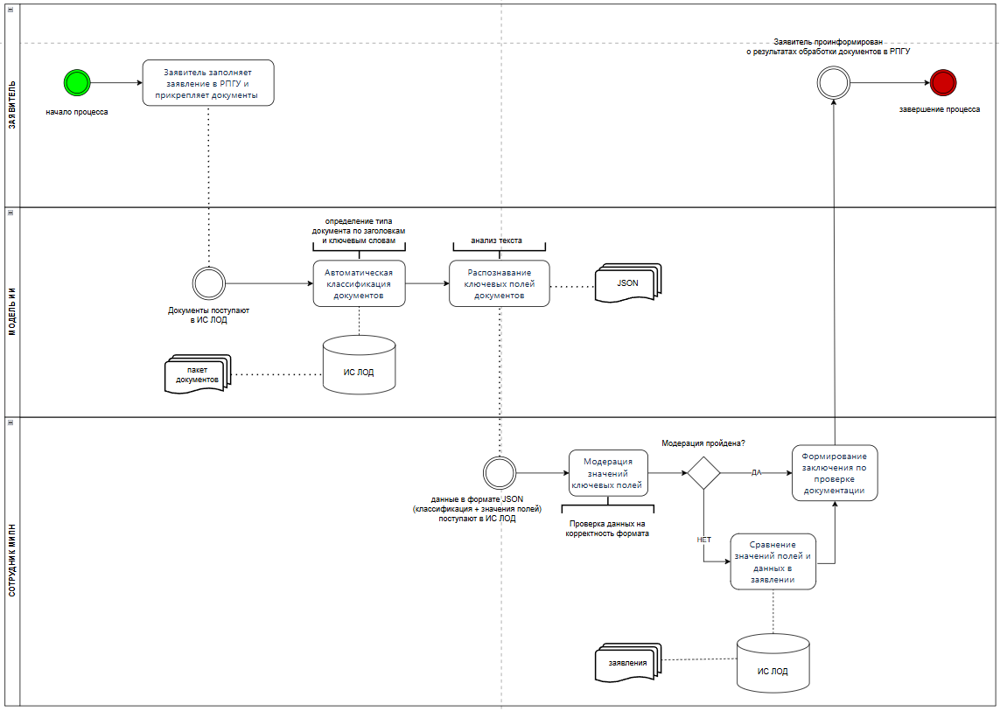 ЗАЯВИТЕЛЬ
начало процесса
Заявитель заполняет
заявление в РПГУ и
прикрепляет документы
Заявитель проинформирован
о результатах обработки документов в РПГУ
завершение процесса
МОДЕЛЬ ИИ
Документы поступают
в ИС ЛОД
определение типа
документа по заголовкам
и ключевым словам
Автоматическая
классификация
документов
анализ текста
Распознавание
ключевых полей
документов
JSON
пакет
документов
ИС ЛОД
СОТРУДНИК МИПН
данные в формате JSON
(классификация + значения полей)
поступают в ИС ЛОД
Модерация
значений
ключевых полей
Проверка данных на
корректность формата
Модерация пройдена?
ДА
НЕТ
Формирование
заключения по
проверке
документации
Сравнение
значений полей и
данных в
заявлении
заявления
ИС ЛОД